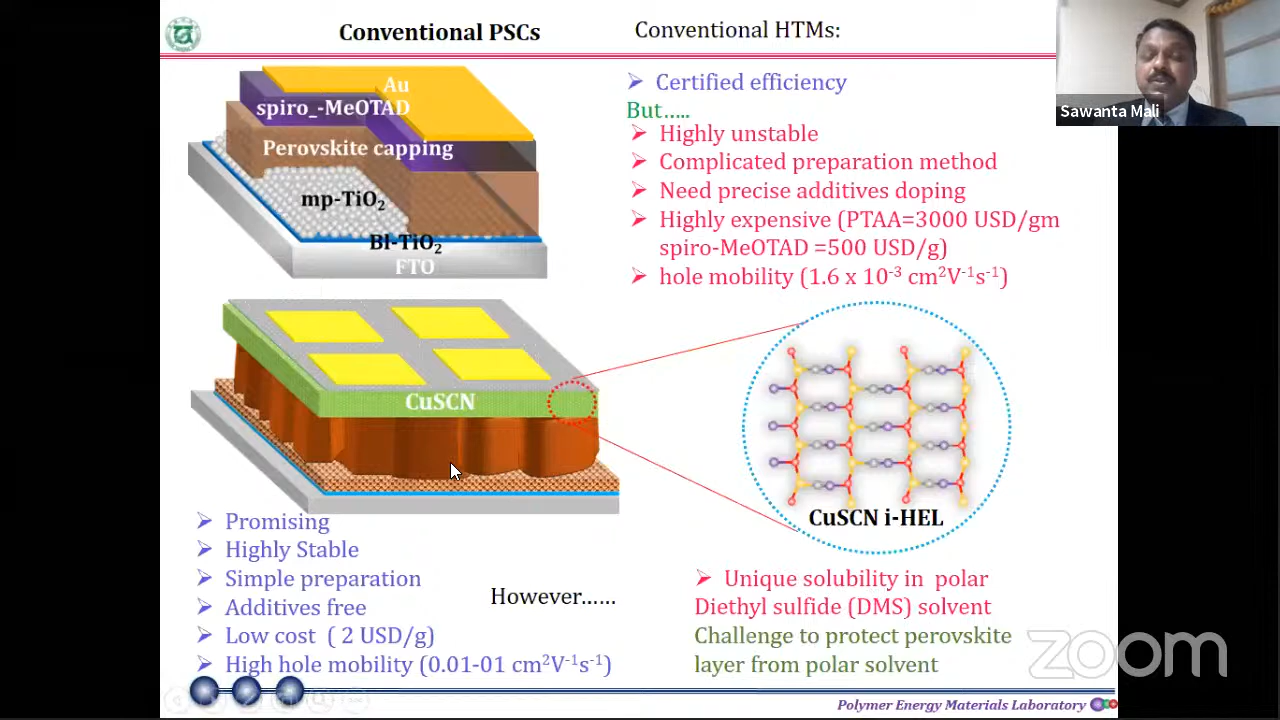 Conventional PSCs
Conventional HTMs:
Sawanta Mali
Au
spiro_-MeOTAD
Perovskite capping
mp-TiO₂
Bl-TiO₂
FTO
➢ Certified efficiency
But…..
➢ Highly unstable
➢ Complicated preparation method
➢ Need precise additives doping
➢ Highly expensive (PTAA=3000 USD/gm
spiro-MeOTAD =500 USD/g)
➢ hole mobility (1.6 x 10⁻³ cm²V⁻¹s⁻¹)
CuSCN
CuSCN i-HEL
➢ Promising
➢ Highly Stable
➢ Simple preparation
➢ Additives free
➢ Low cost ( 2 USD/g)
➢ High hole mobility (0.01-01 cm²V⁻¹s⁻¹)
However……
➢ Unique solubility in polar
Diethyl sulfide (DMS) solvent
Challenge to protect perovskite
layer from polar solvent
zoom
Polymer Energy Materials Laboratory